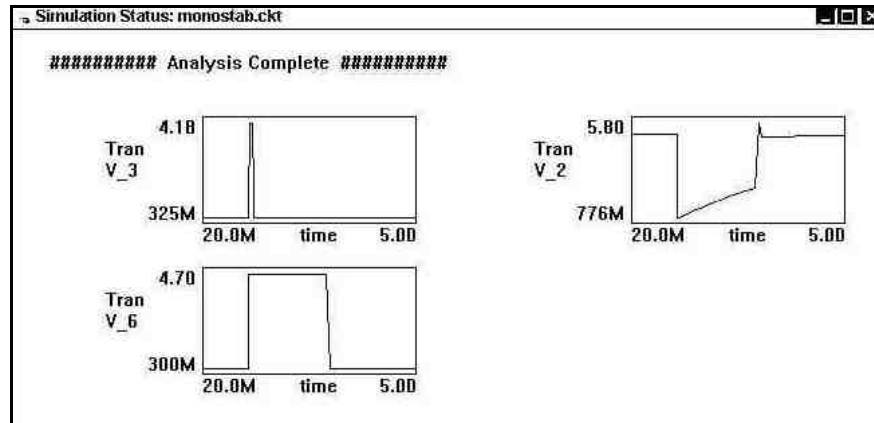 Simulation Status: monostab.ckt
########## Analysis Complete ##########
4.18
Tran
V_3
325M
20.0M time 5.00
5.80
Tran
V_2
776M
20.0M time 5.00
4.70
Tran
V_6
300M
20.0M time 5.00